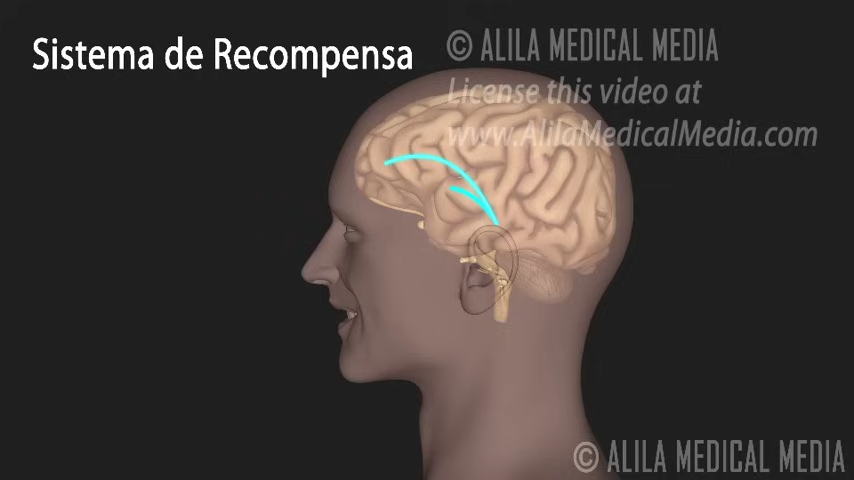 Sistema de Recompensa
© ALILA MEDICAL MEDIA
License this video at
www.AlilaMedicalMedia.com
© ALILA MEDICAL MEDIA